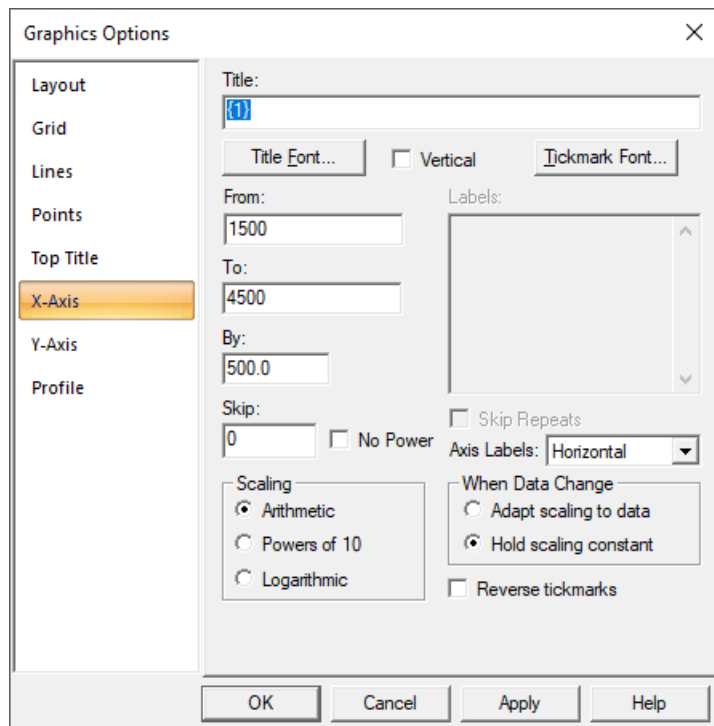 Graphics Options
Layout
Grid
Lines
Points
Top Title
X-Axis
Y-Axis
Profile
Title:
{1}
Title Font...
Vertical
Tickmark Font...
From:
1500
To:
4500
By:
500.0
Skip:
0
No Power
Labels:
Skip Repeats
Axis Labels: Horizontal
Scaling
Arithmetic
Powers of 10
Logarithmic
When Data Change
Adapt scaling to data
Hold scaling constant
Reverse tickmarks
OK
Cancel
Apply
Help